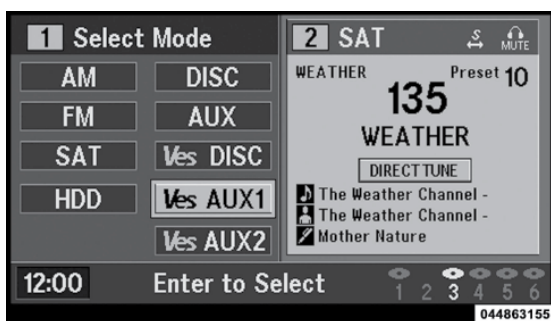 1 Select Mode
AM DISC
FM AUX
SAT Ves DISC
HDD Ves AUX1
Ves AUX2
2 SAT S MUTE
WEATHER Preset 10
135
WEATHER
DIRECT TUNE
The Weather Channel -
The Weather Channel -
Mother Nature
12:00 Enter to Select 1 2 3 4 5 6
044863155